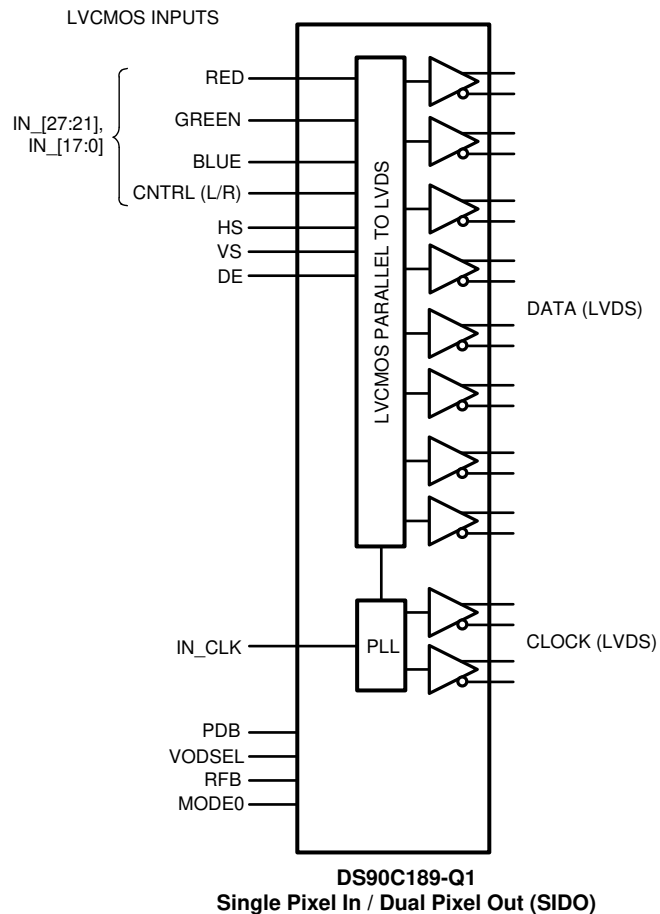 LVCMOS INPUTS
RED
GREEN
IN_[27:21],
IN_[17:0]
BLUE
CNTRL (L/R)
HS
VS
DE
LVCMOS PARALLEL TO LVDS
DATA (LVDS)
IN_CLK
PLL
CLOCK (LVDS)
PDB
VODSEL
RFB
MODE0
DS90C189-Q1
Single Pixel In / Dual Pixel Out (SIDO)